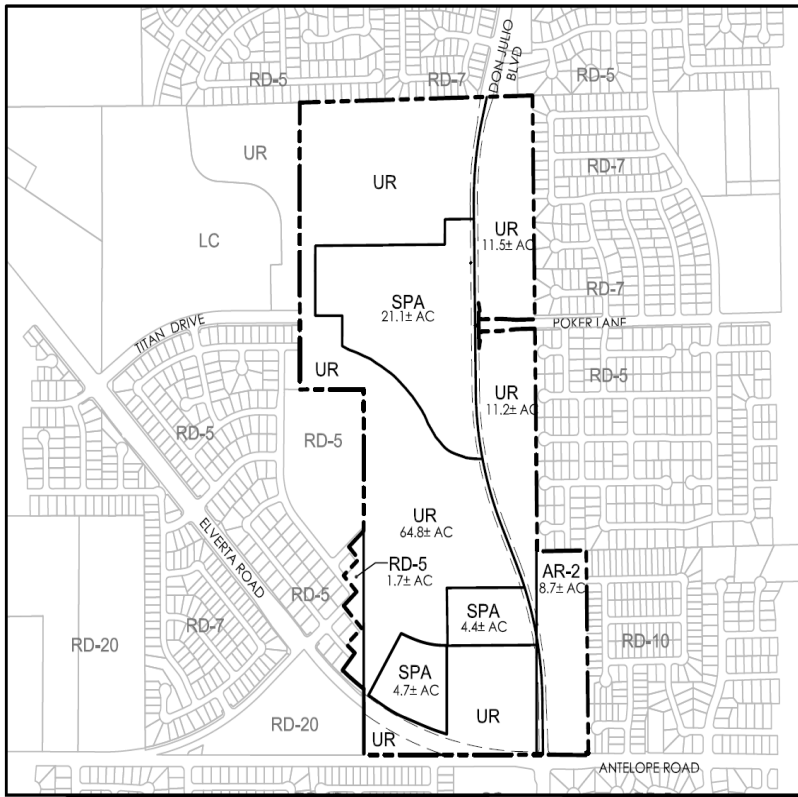 DON JULIO
BLVD
RD-5
RD-7
RD-5
UR
UR
RD-7
LC
UR
11.5± AC
SPA
21.1± AC
RD-7
TITAN DRIVE
POKER LANE
UR
RD-5
UR
11.2± AC
RD-5
RD-5
UR
64.8± AC
ELVERTA ROAD
RD-5
1.7± AC
AR-2
8.7± AC
RD-5
SPA
4.4± AC
RD-7
RD-20
RD-10
SPA
4.7± AC
RD-20
UR
UR
ANTELOPE ROAD